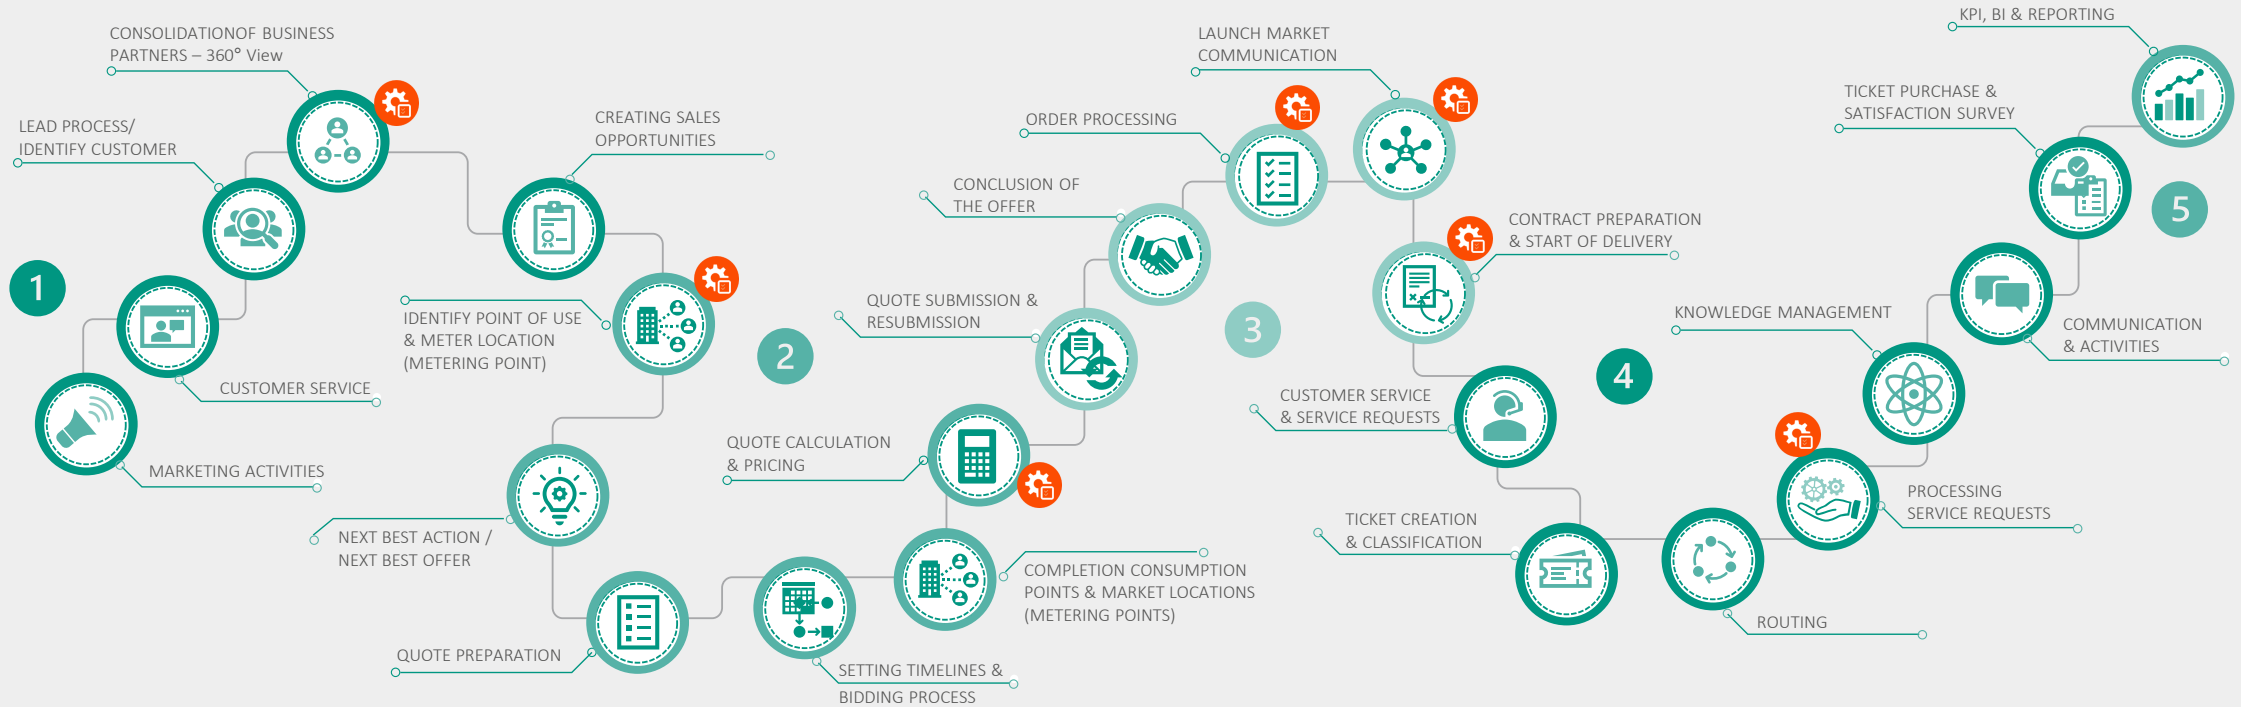 CONSOLIDATIONOF BUSINESS
PARTNERS – 360° View
LEAD PROCESS/
IDENTIFY CUSTOMER
1
CUSTOMER SERVICE
MARKETING ACTIVITIES
CREATING SALES
OPPORTUNITIES
IDENTIFY POINT OF USE
& METER LOCATION
(METERING POINT)
2
NEXT BEST ACTION /
NEXT BEST OFFER
QUOTE PREPARATION
SETTING TIMELINES &
BIDDING PROCESS
COMPLETION CONSUMPTION
POINTS & MARKET LOCATIONS
(METERING POINTS)
QUOTE CALCULATION
& PRICING
QUOTE SUBMISSION &
RESUBMISSION
CONCLUSION OF
THE OFFER
ORDER PROCESSING
LAUNCH MARKET
COMMUNICATION
3
CONTRACT PREPARATION
& START OF DELIVERY
CUSTOMER SERVICE
& SERVICE REQUESTS
4
TICKET CREATION
& CLASSIFICATION
ROUTING
PROCESSING
SERVICE REQUESTS
KNOWLEDGE MANAGEMENT
COMMUNICATION
& ACTIVITIES
TICKET PURCHASE &
SATISFACTION SURVEY
5
KPI, BI & REPORTING